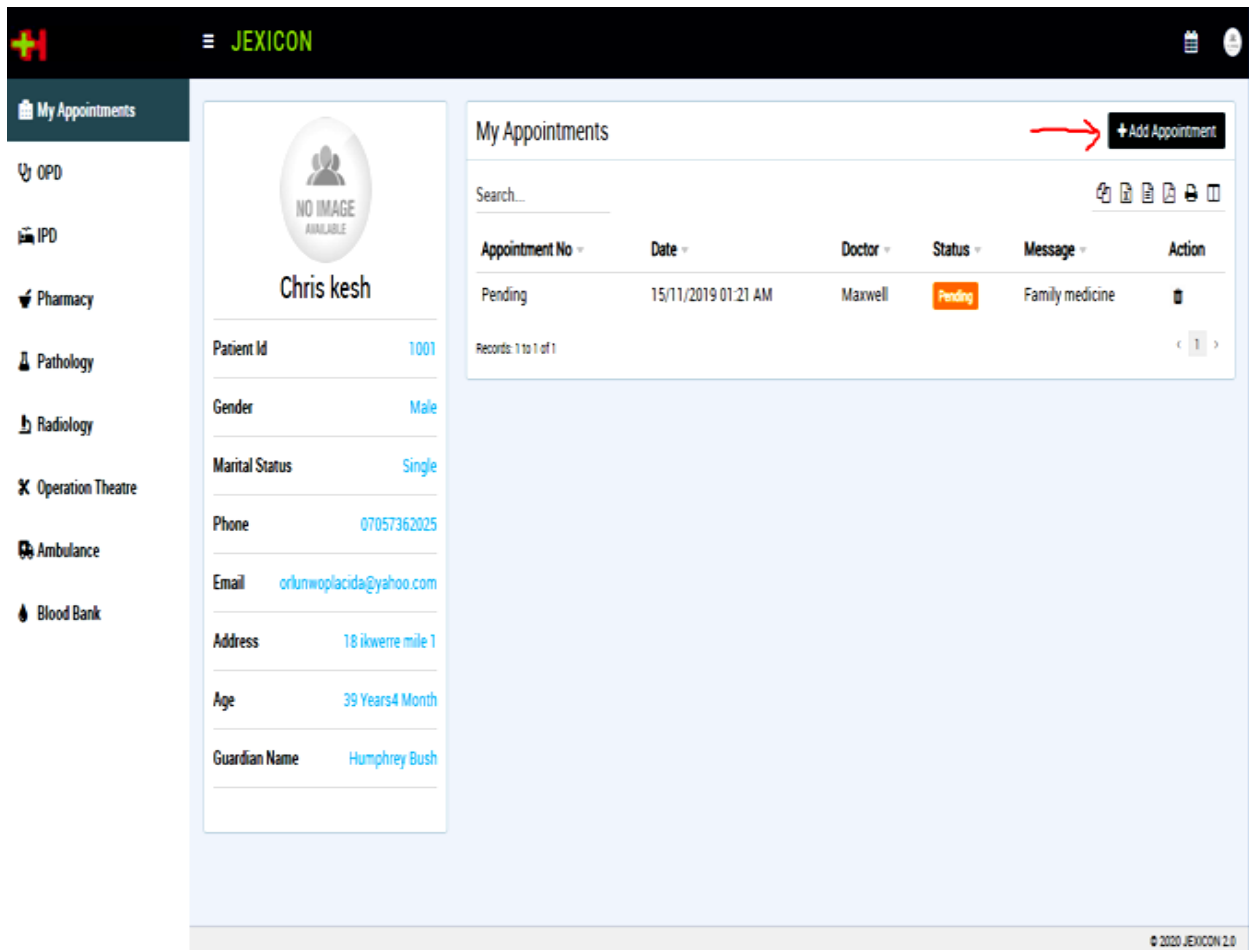 JEXICON
My Appointments
OPD
IPD
Pharmacy
Pathology
Radiology
Operation Theatre
Ambulance
Blood Bank
NO IMAGE
AVAILABLE
Chris kesh
Patient Id 1001
Gender Male
Marital Status Single
Phone 07057362025
Email orlunwoplacida@yahoo.com
Address 18 ikwerre mile 1
Age 39 Years4 Month
Guardian Name Humphrey Bush
My Appointments
+Add Appointment
Search...
Appointment No Date Doctor Status Message Action
Pending 15/11/2019 01:21 AM Maxwell Pending Family medicine
Records: 1 to 1 of 1
‹ 1 ›
© 2020 JEXICON 2.0